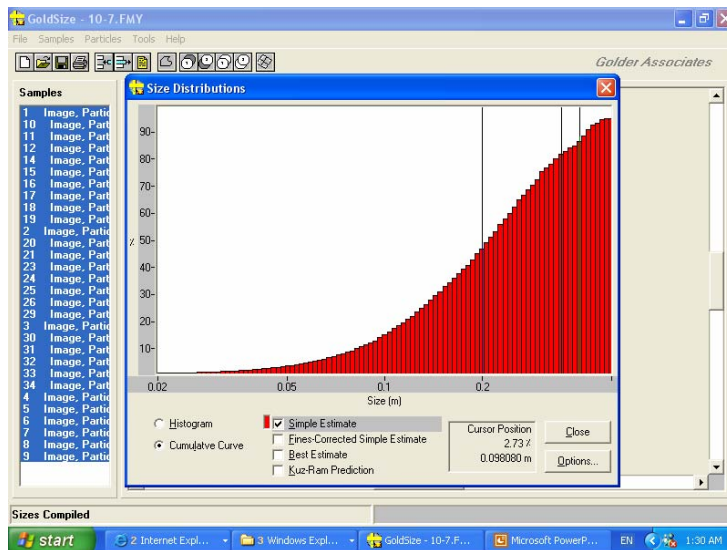 GoldSize - 10-7.FMY
File Samples Particles Tools Help
Golder Associates
Samples
1 Image, Partic
10 Image, Part
11 Image, Part
12 Image, Part
14 Image, Part
15 Image, Part
16 Image, Part
17 Image, Part
18 Image, Part
19 Image, Part
2 Image, Partic
20 Image, Part
21 Image, Part
23 Image, Part
24 Image, Part
25 Image, Part
26 Image, Part
29 Image, Part
3 Image, Partic
30 Image, Part
31 Image, Part
32 Image, Part
33 Image, Part
34 Image, Part
4 Image, Partic
5 Image, Partic
6 Image, Partic
7 Image, Partic
8 Image, Partic
9 Image, Partic
Size Distributions
90-
80-
70-
60-
% 50-
40-
30-
20-
10-
0.02 0.05 0.1 0.2
Size (m)
Histogram
Cumulatve Curve
Simple Estimate
Fines-Corrected Simple Estimate
Best Estimate
Kuz-Ram Prediction
Cursor Position
2.73 %
0.098080 m
Close
Options...
Sizes Compiled
start
2 Internet Expl...
3 Windows Expl...
GoldSize - 10-7.F...
Microsoft PowerP...
EN
1:30 AM